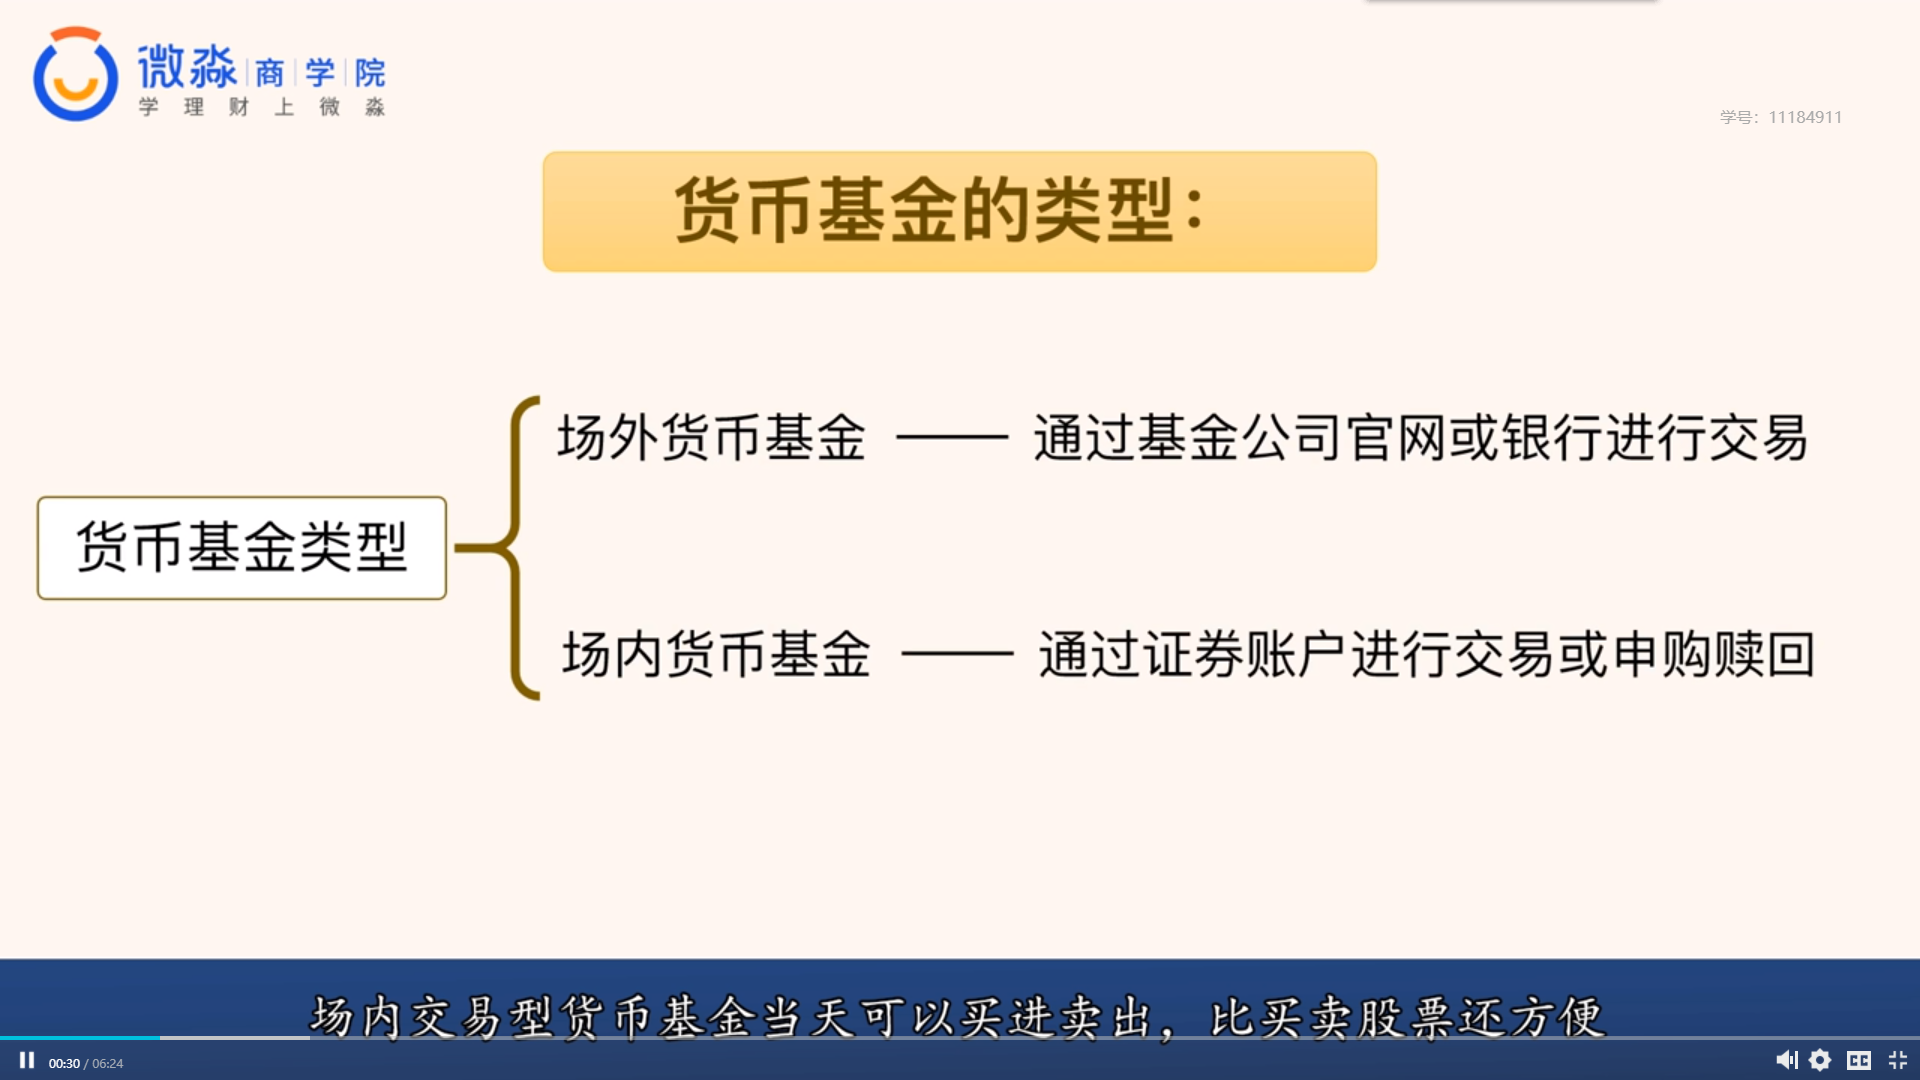 微淼商学院
学理财上微淼
学号：11184911
货币基金的类型：
场外货币基金 —— 通过基金公司官网或银行进行交易
货币基金类型
场内货币基金 —— 通过证券账户进行交易或申购赎回
场内交易型货币基金当天可以买进卖出，比买卖股票还方便
00:30 / 06:24
CC